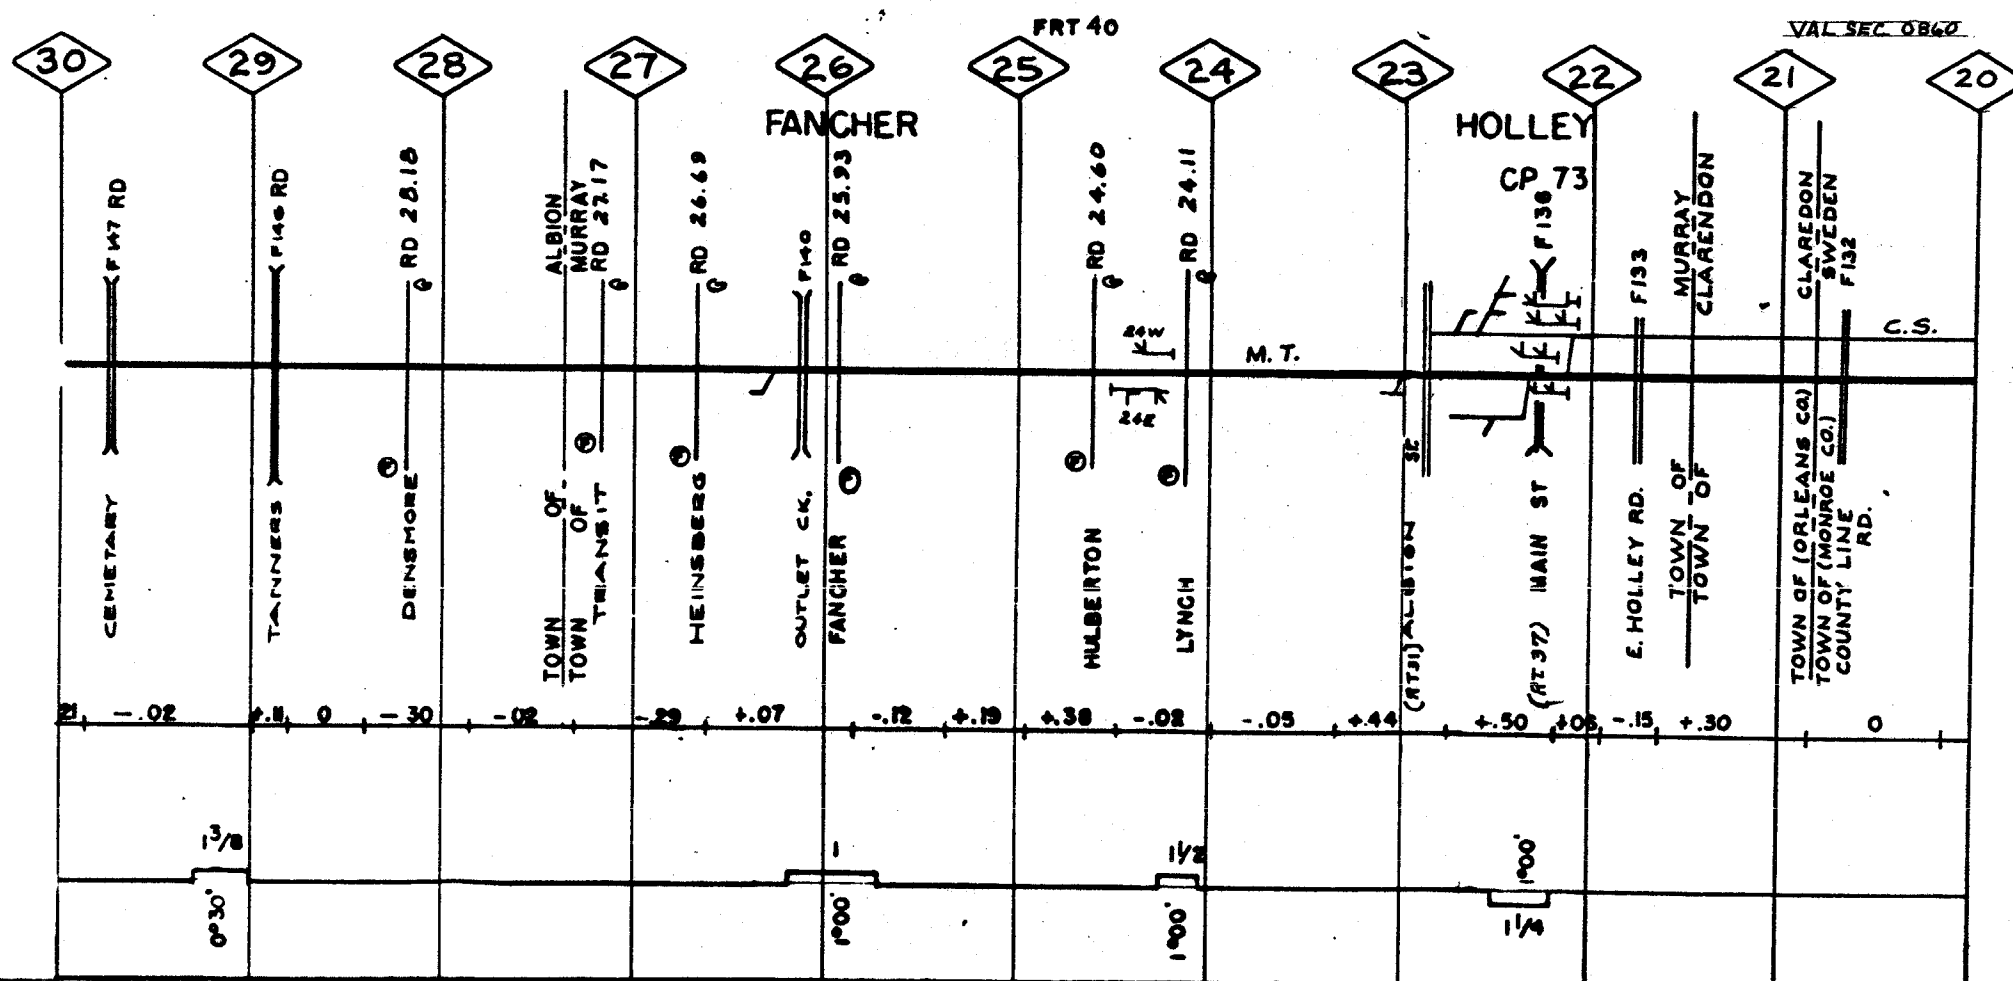 FRT 40
VAL SEC 0860
30
29
28
27
26
25
24
23
22
21
20
FANCHER
HOLLEY
CP 73
F147 RD
F146 RD
RD 28.18
ALBION
MURRAY
RD 27.17
RD 26.69
F140
RD 25.93
RD 24.60
RD 24.11
F138
F133
MURRAY
CLARENDON
CLAREDON
SWEDEN
F132
24W
24E
M.T.
C.S.
CEMETARY
TANNERS
DENSMORE
TOWN OF
TOWN OF
TRANSIT
HEINSBERG
OUTLET CK.
FANCHER
HULBERTON
LYNCH
(RT31) ALBION ST.
(RT 37) MAIN ST
E. HOLLEY RD.
TOWN OF
TOWN OF
TOWN OF (ORLEANS CO.)
TOWN OF (MONROE CO.)
COUNTY LINE
RD.
21
-.02
+.11
0
-30
-02
-.29
+.07
-.12
+.19
+.38
-.02
-.05
+.44
+.50
-.15
+.30
0
1 3/8
0°30'
1
1°00'
1 1/2
1°00'
1°00'
1 1/4